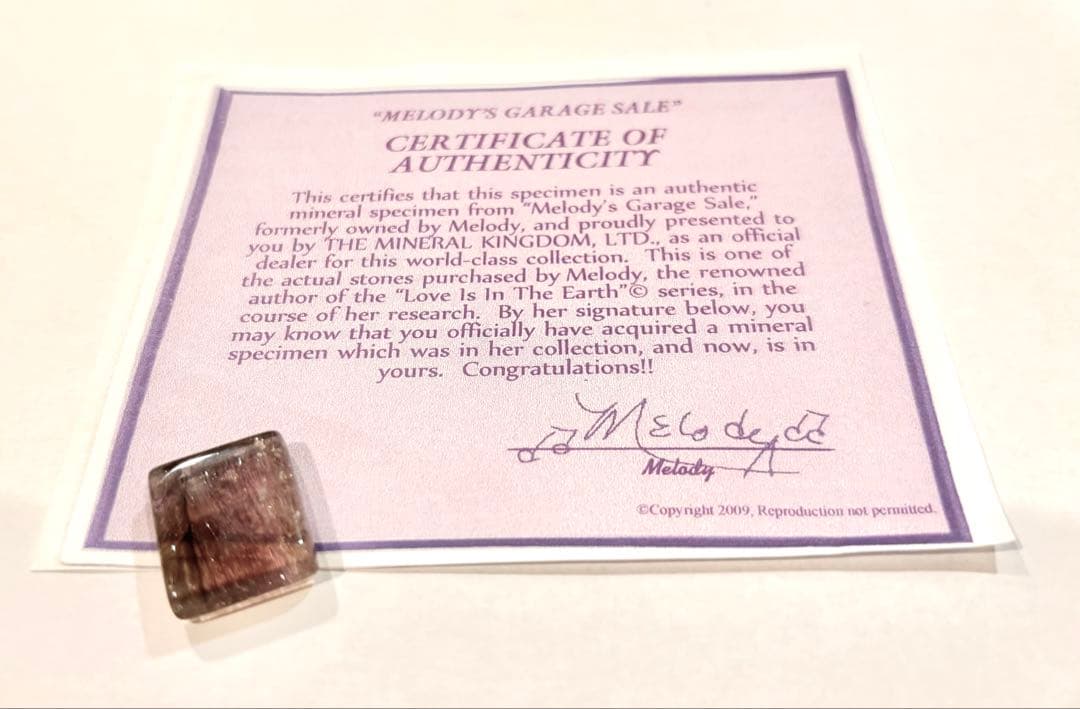 "MELODY'S GARAGE SALE"
CERTIFICATE OF
AUTHENTICITY
This certifies that this specimen is an authentic
mineral specimen from "Melody's Garage Sale,"
formerly owned by Melody, and proudly presented to
you by THE MINERAL KINGDOM, LTD., as an official
dealer for this world-class collection. This is one of
the actual stones purchased by Melody, the renowned
author of the "Love Is In The Earth"© series, in the
course of her research. By her signature below, you
may know that you officially have acquired a mineral
specimen which was in her collection, and now, is in
yours. Congratulations!!
Melody
Melody
©Copyright 2009, Reproduction not permitted.